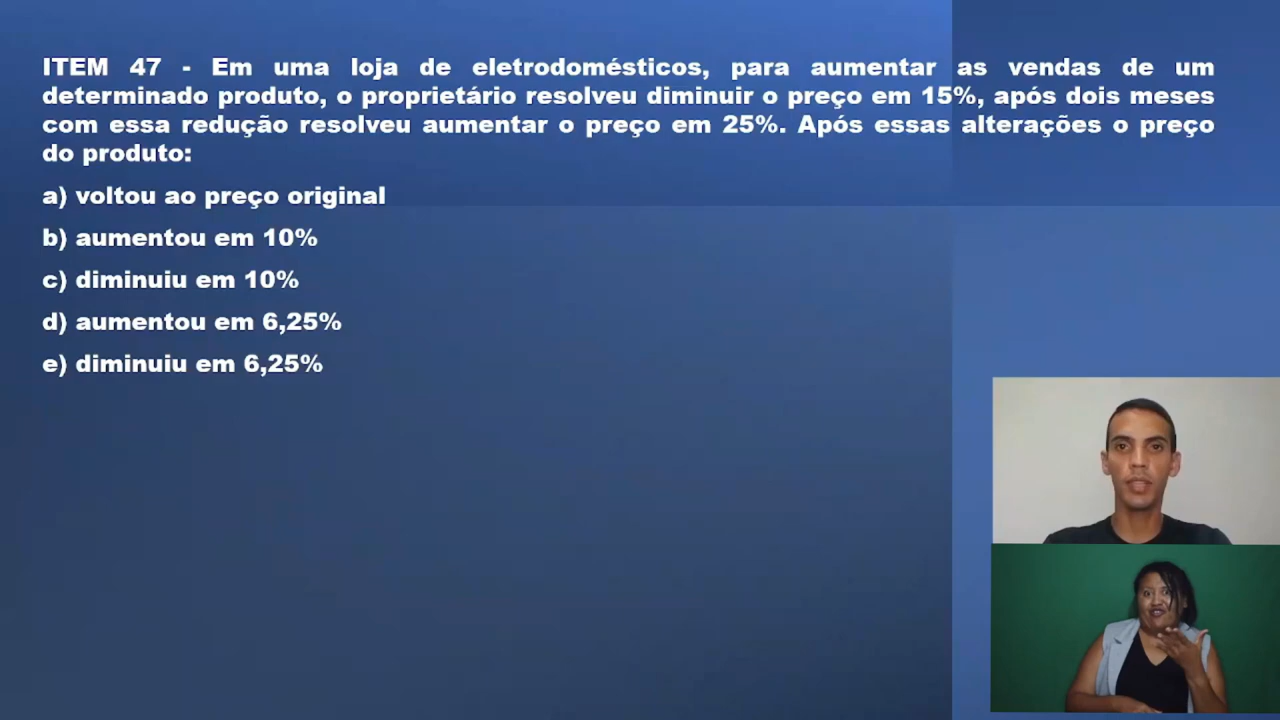 ITEM 47 - Em uma loja de eletrodomésticos, para aumentar as vendas de um
determinado produto, o proprietário resolveu diminuir o preço em 15%, após dois meses
com essa redução resolveu aumentar o preço em 25%. Após essas alterações o preço
do produto:
a) voltou ao preço original
b) aumentou em 10%
c) diminuiu em 10%
d) aumentou em 6,25%
e) diminuiu em 6,25%